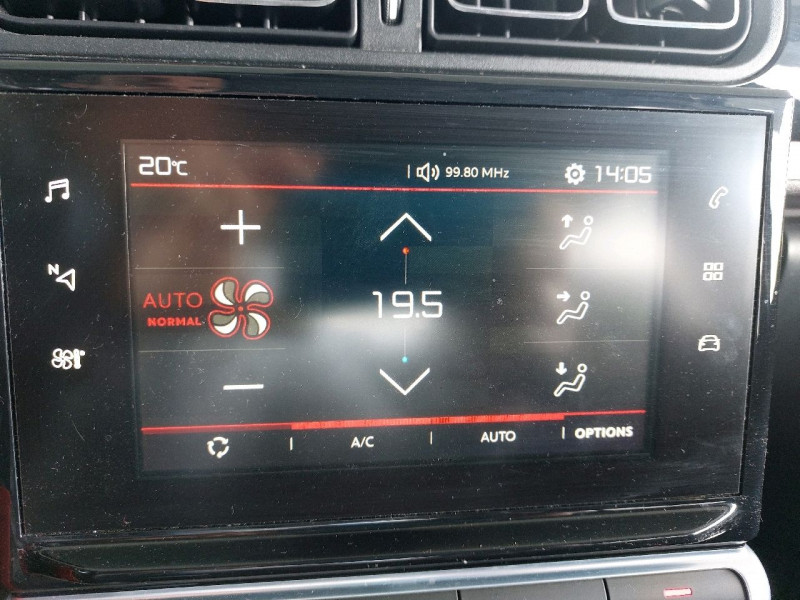 20°C
99.80 MHz
14:05
N
AUTO
NORMAL
19.5
A/C
AUTO
OPTIONS